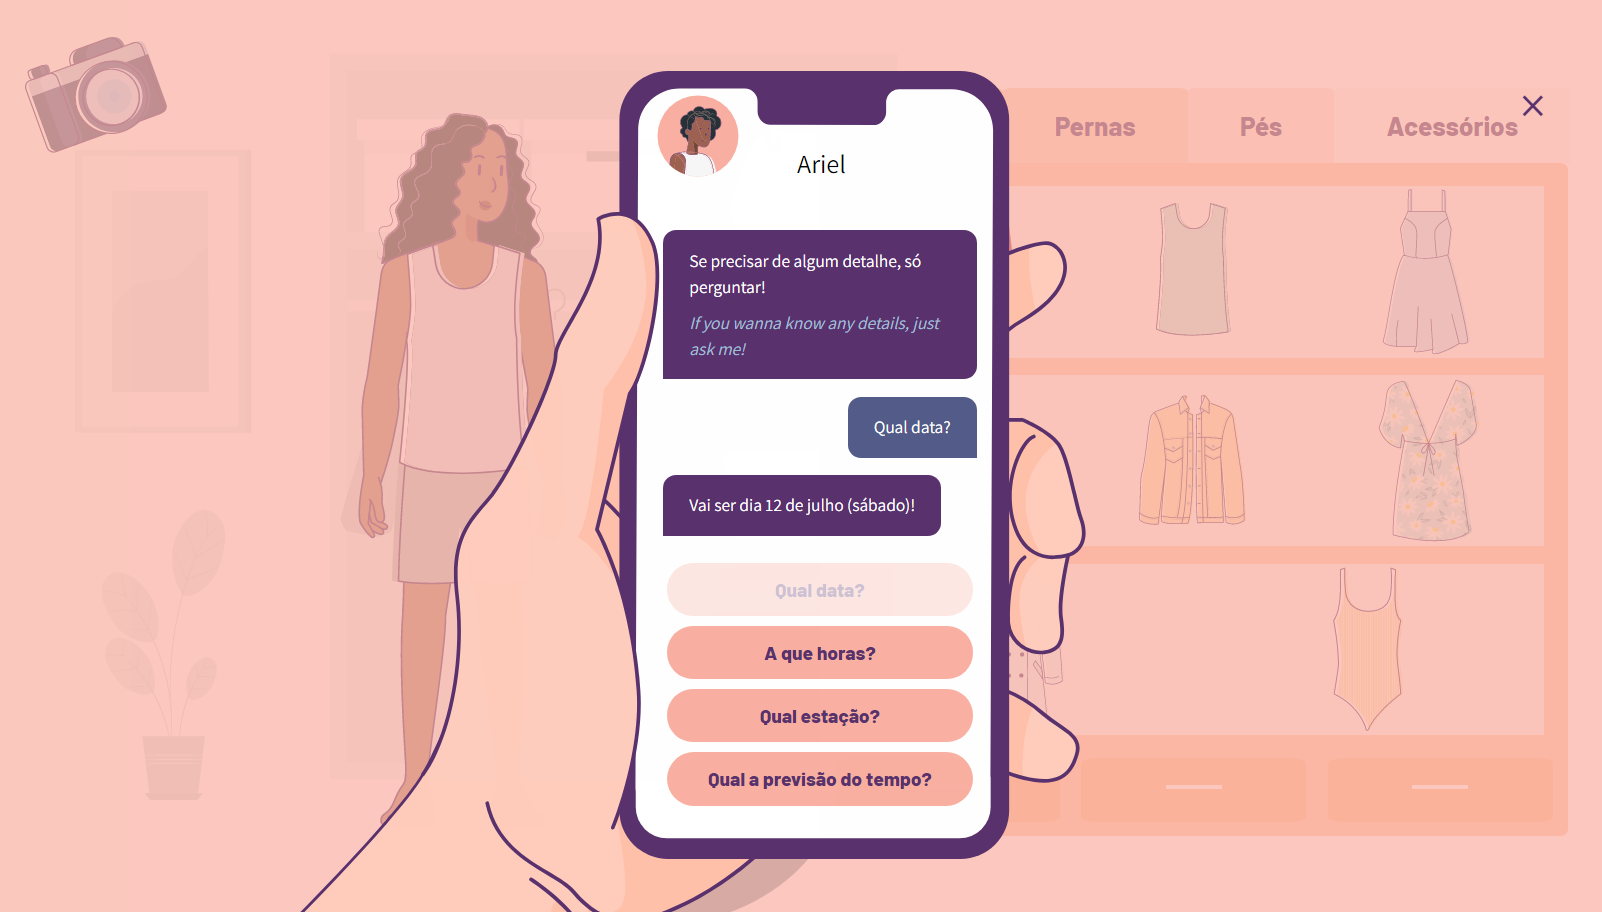 Pernas
Pés
Acessórios
Ariel
Se precisar de algum detalhe, só
perguntar!
If you wanna know any details, just
ask me!
Qual data?
Vai ser dia 12 de julho (sábado)!
Qual data?
A que horas?
Qual estação?
Qual a previsão do tempo?